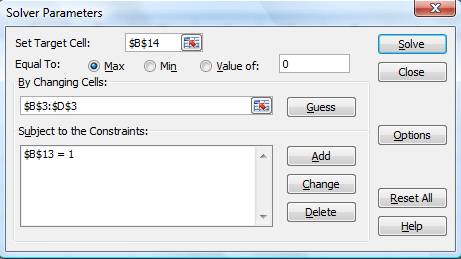 Solver Parameters
Set Target Cell: $B$14 Solve
Equal To: Max Min Value of: 0 Close
By Changing Cells:
$B$3:$D$3 Guess
Subject to the Constraints: Options
$B$13 = 1 Add
Change Reset All
Delete Help